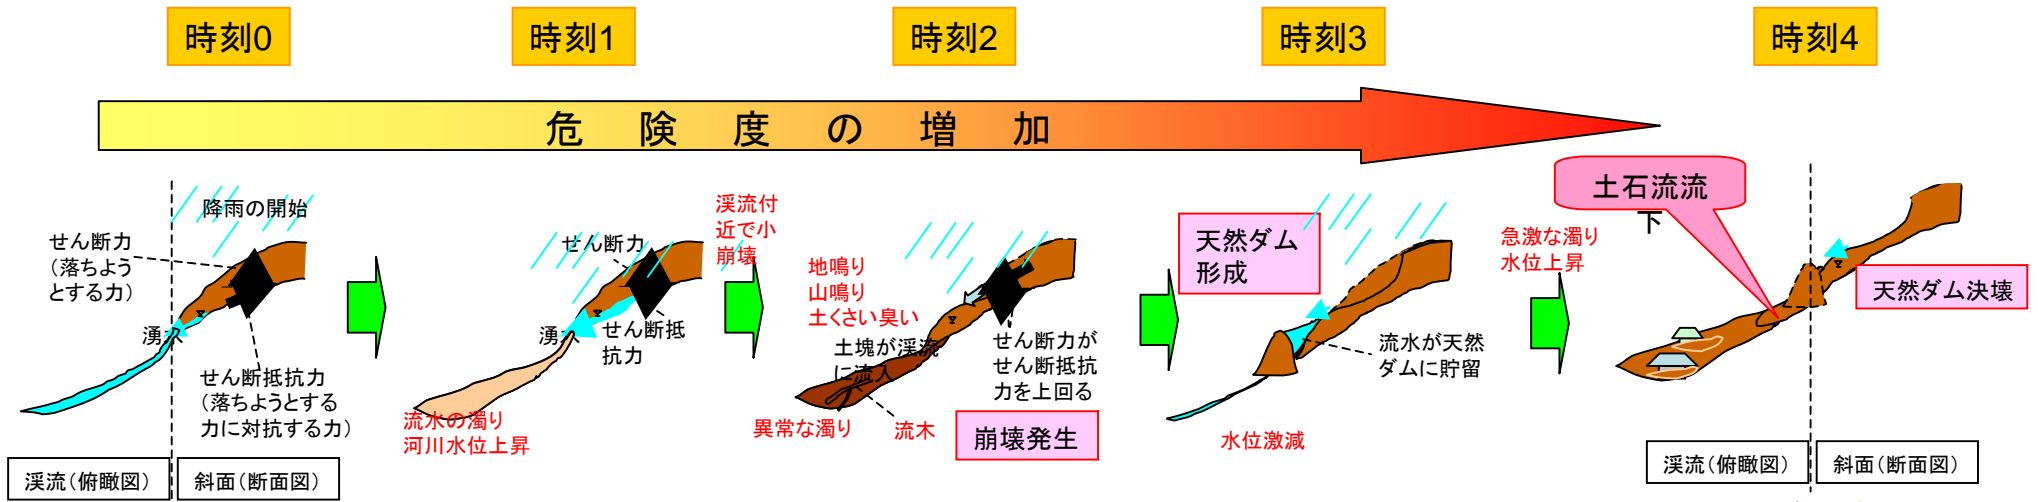 時刻0
時刻1
時刻2
時刻3
時刻4
危険度の増加
降雨の開始
せん断力
（落ちよう
とする力）
湧水
せん断抵抗力
（落ちようとする
力に対抗する力）
渓流（俯瞰図）
斜面（断面図）
せん断力
湧水
せん断抵
抗力
流水の濁り
河川水位上昇
渓流付
近で小
崩壊
地鳴り
山鳴り
土くさい臭い
土塊が渓流
に流入
せん断力が
せん断抵抗
力を上回る
異常な濁り
流木
崩壊発生
天然ダム
形成
流水が天然
ダムに貯留
水位激減
急激な濁り
水位上昇
土石流流
下
天然ダム決壊
渓流（俯瞰図）
斜面（断面図）